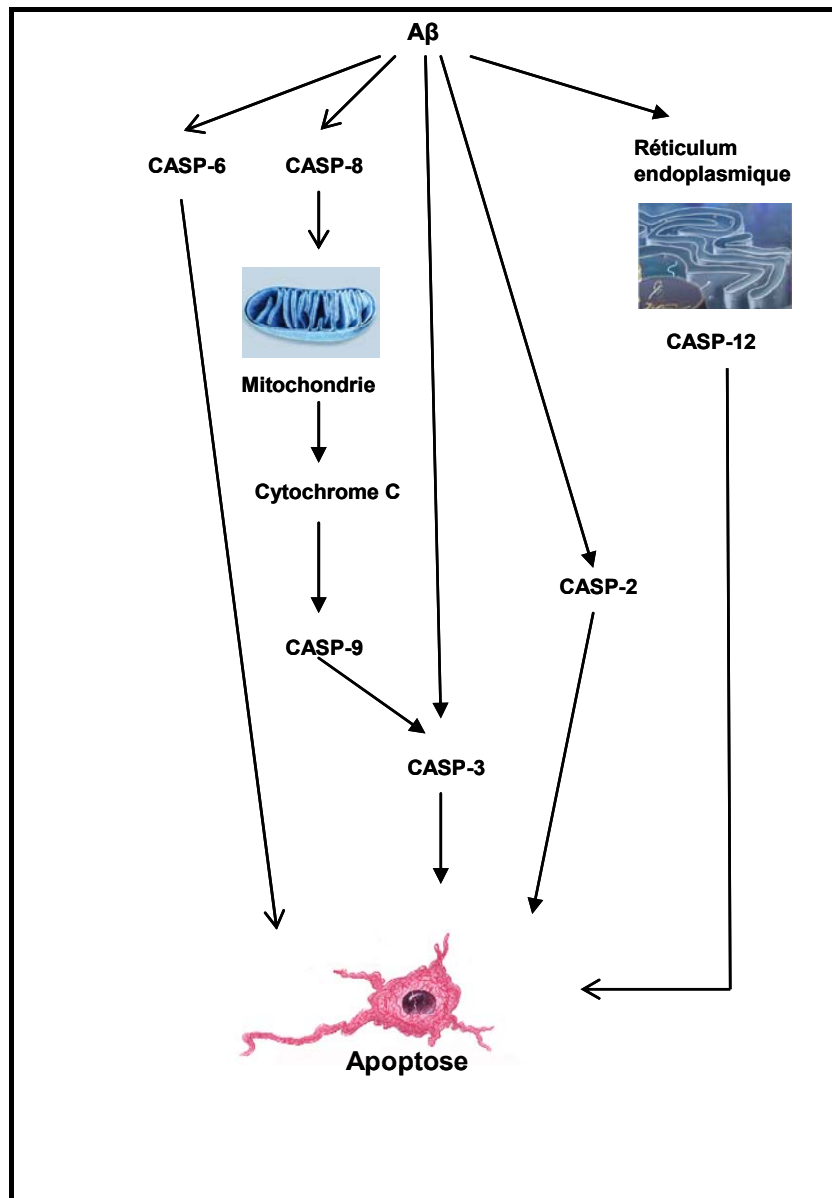 Aβ
CASP-6
CASP-8
Réticulum
endoplasmique
CASP-12
Mitochondrie
Cytochrome C
CASP-2
CASP-9
CASP-3
Apoptose